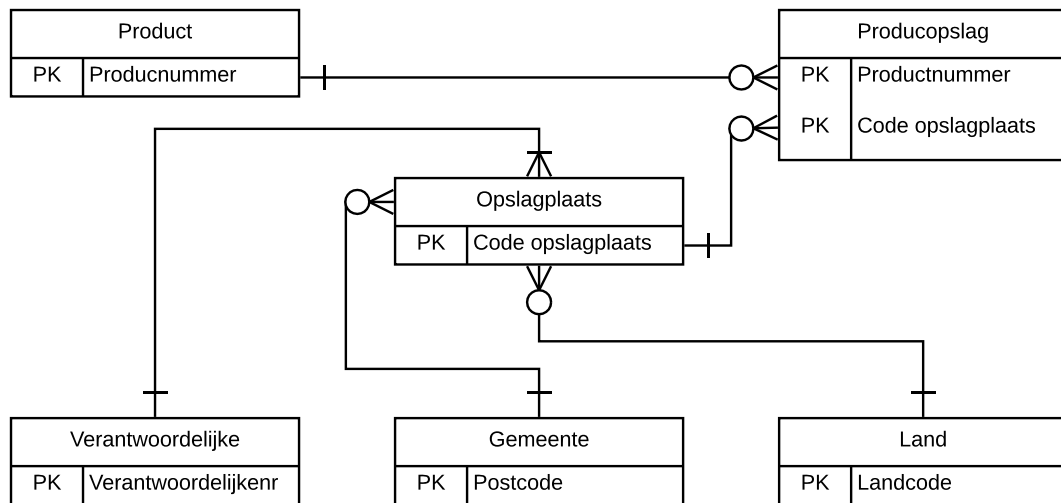 Product
PK Producnummer
Producopslag
PK Productnummer
PK Code opslagplaats
Opslagplaats
PK Code opslagplaats
Verantwoordelijke
PK Verantwoordelijkenr
Gemeente
PK Postcode
Land
PK Landcode